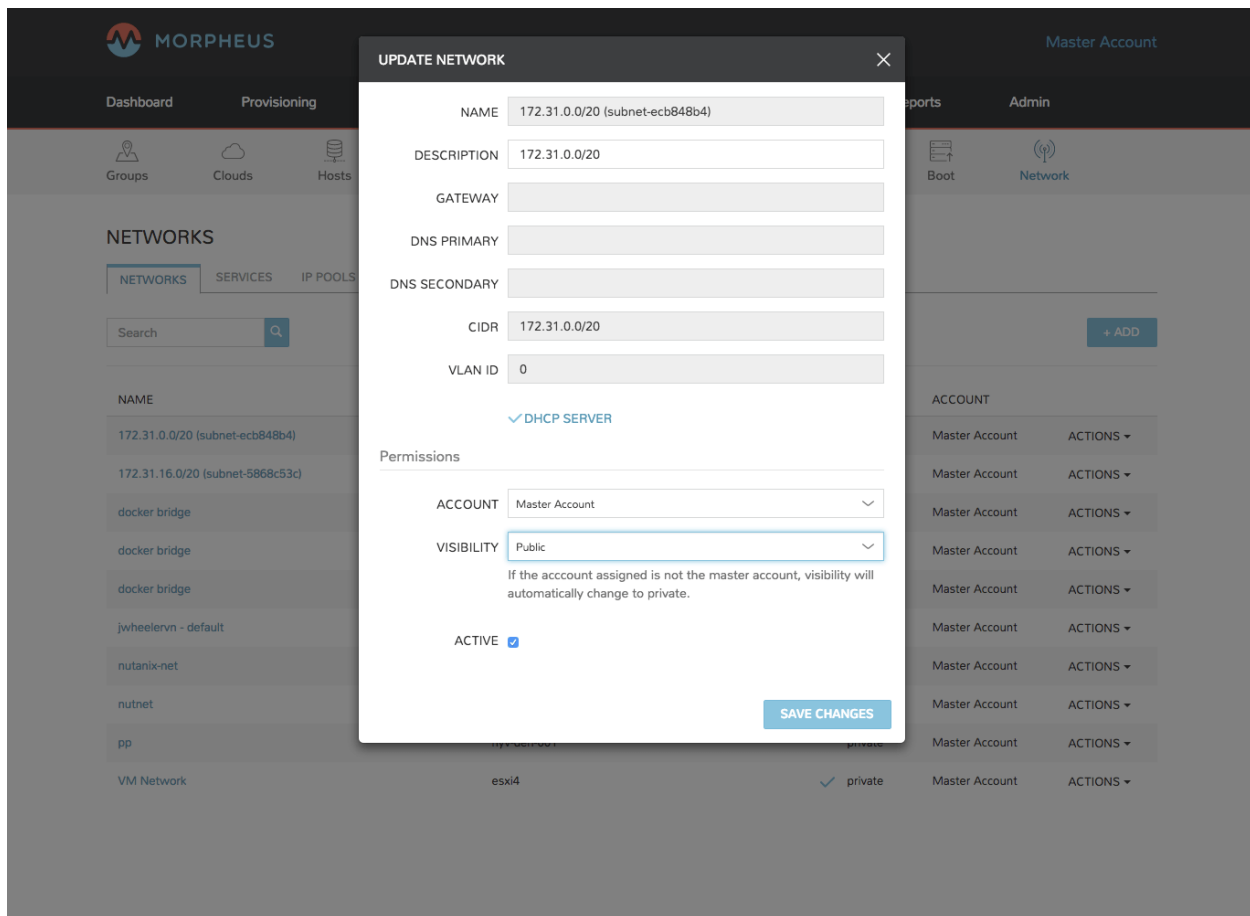 MORPHEUS
Master Account
Dashboard
Provisioning
Admin
Groups
Clouds
Hosts
Boot
Network
NETWORKS
NETWORKS
SERVICES
IP POOLS
Search
+ ADD
NAME
ACCOUNT
172.31.0.0/20 (subnet-ecb848b4)
Master Account
ACTIONS
172.31.16.0/20 (subnet-5868c53c)
Master Account
ACTIONS
docker bridge
Master Account
ACTIONS
docker bridge
Master Account
ACTIONS
docker bridge
Master Account
ACTIONS
jwheelervn - default
Master Account
ACTIONS
nutanix-net
Master Account
ACTIONS
nutnet
Master Account
ACTIONS
pp
private
Master Account
ACTIONS
VM Network
esxi4
private
Master Account
ACTIONS
UPDATE NETWORK
NAME
172.31.0.0/20 (subnet-ecb848b4)
DESCRIPTION
172.31.0.0/20
GATEWAY
DNS PRIMARY
DNS SECONDARY
CIDR
172.31.0.0/20
VLAN ID
0
DHCP SERVER
Permissions
ACCOUNT
Master Account
VISIBILITY
Public
If the acccount assigned is not the master account, visibility will
automatically change to private.
ACTIVE
SAVE CHANGES